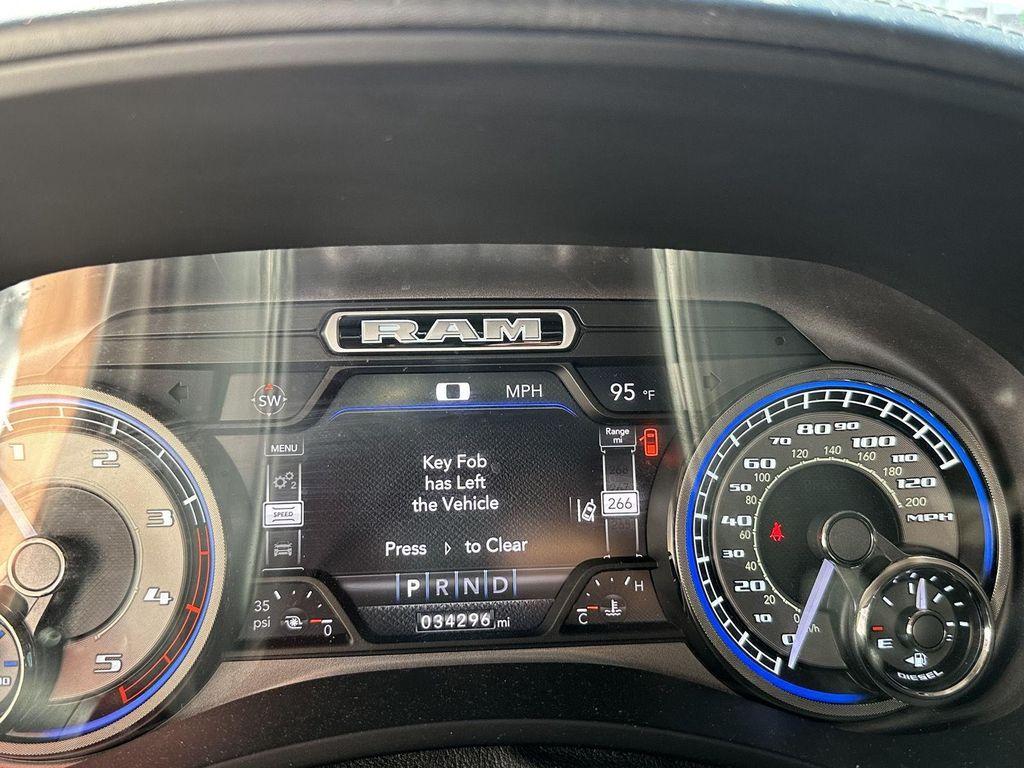 RAM
SW
0 MPH
95 °F
MENU
2
SPEED
Key Fob
has Left
the Vehicle
Press to Clear
Range
mi
266
P R N D
034296 mi
35
psi
0
C H
1 2 3 4 5
0 10 20 30 40 50 60 70 80 90 100 110 120
MPH
20 40 60 80 100 120 140 160 180 200
E
DIESEL